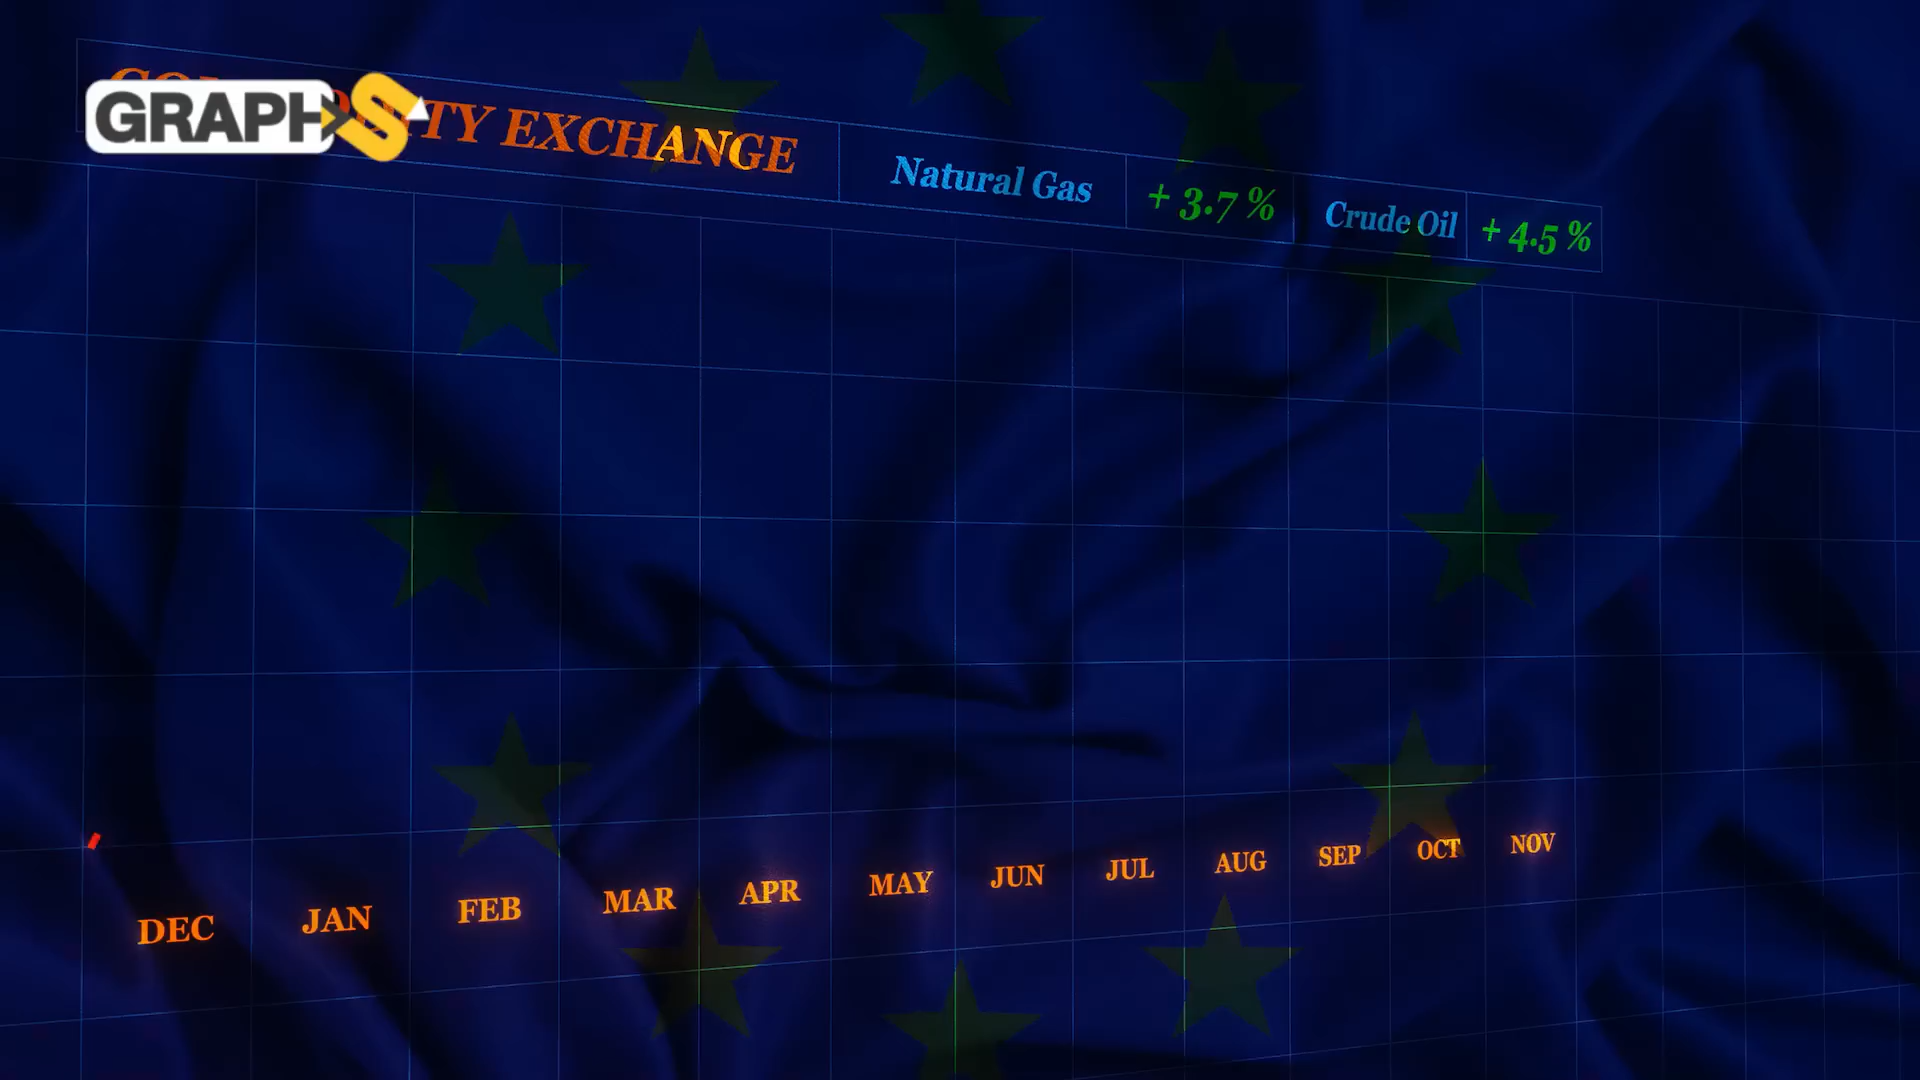 GRAPHS
EXCHANGE
Natural Gas
+ 3.7 %
Crude Oil
+ 4.5 %
DEC JAN FEB MAR APR MAY JUN JUL AUG SEP OCT NOV